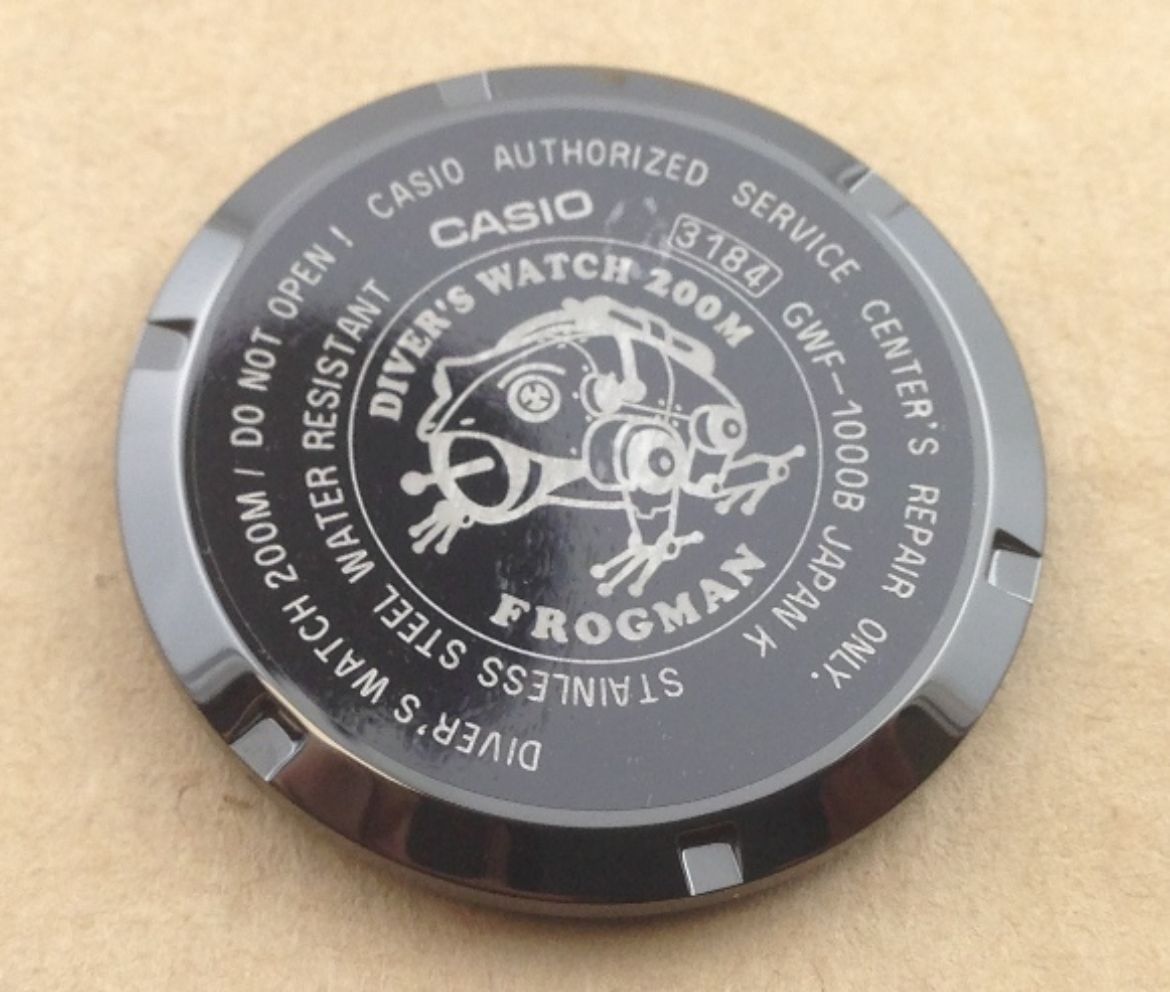 DIVER'S WATCH 200M / DO NOT OPEN ! CASIO AUTHORIZED SERVICE CENTER'S REPAIR ONLY.
STAINLESS STEEL WATER RESISTANT
CASIO
3184
GWF-1000B JAPAN K
DIVER'S WATCH 200M
FROGMAN